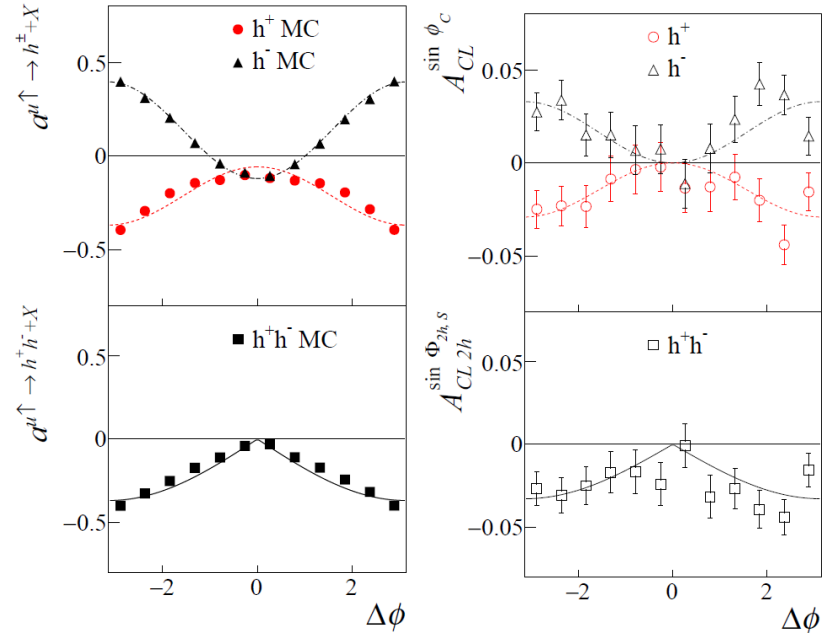 a^{u↑ → h^{±}+X}
h⁺ MC
h⁻ MC
0.5
0
−0.5
A_{CL}^{sin ϕ_C}
h⁺
h⁻
0.05
0
−0.05
a^{u↑ → h⁺h⁻+X}
h⁺h⁻ MC
0.5
0
−0.5
−2
0
2
Δϕ
A_{CL 2h}^{sin Φ_{2h, S}}
h⁺h⁻
0.05
0
−0.05
−2
0
2
Δϕ